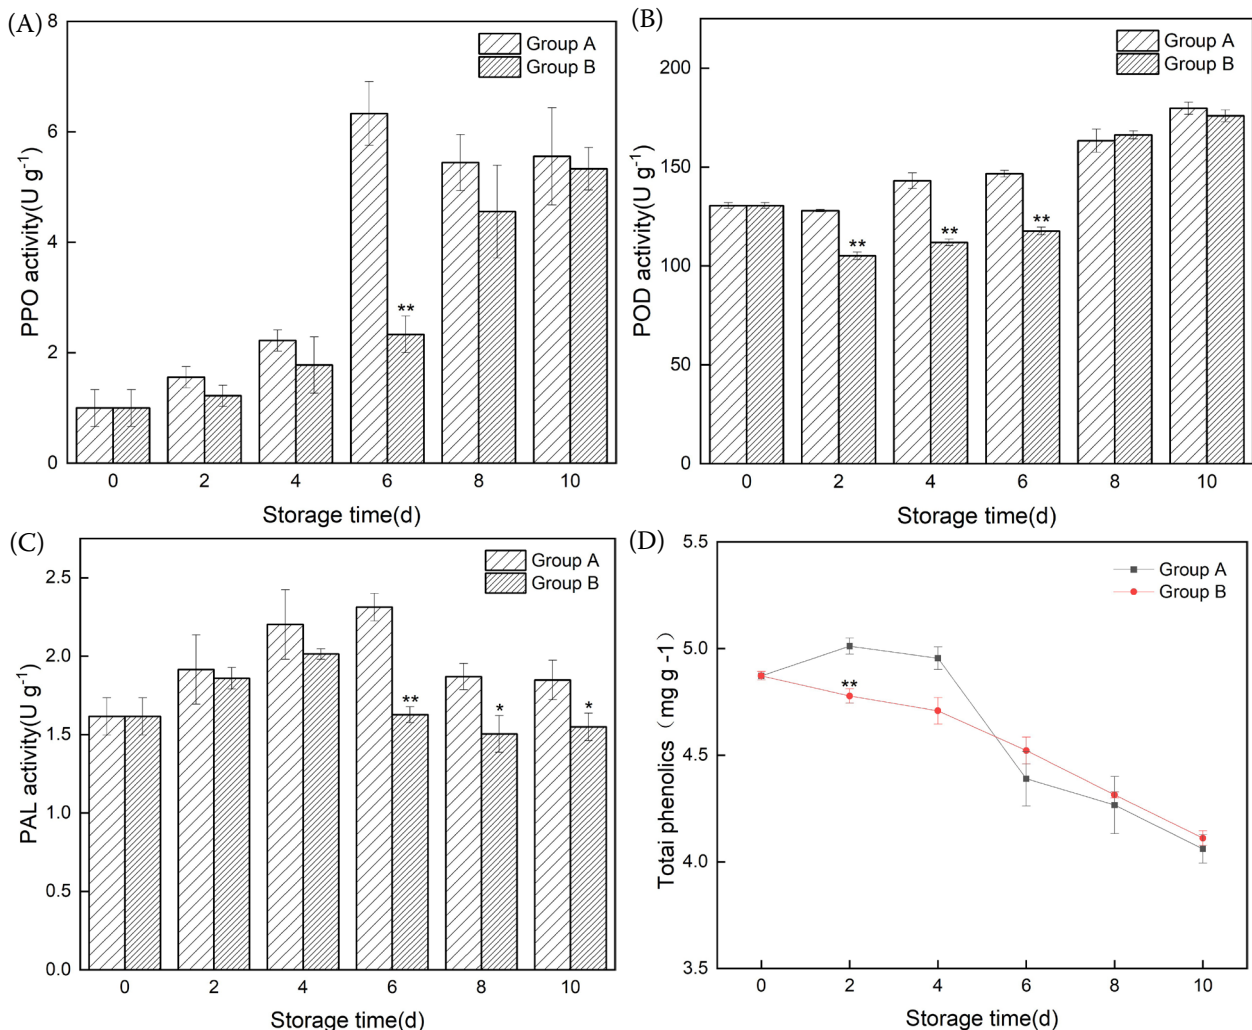 (A)
8
6
4
2
0
PPO activity(U g⁻¹)
Group A
Group B
**
0 2 4 6 8 10
Storage time(d)
(B)
200
150
100
50
0
POD activity(U g⁻¹)
Group A
Group B
** ** **
0 2 4 6 8 10
Storage time(d)
(C)
2.5
2.0
1.5
1.0
0.5
0.0
PAL activity(U g⁻¹)
Group A
Group B
** * *
0 2 4 6 8 10
Storage time(d)
(D)
5.5
5.0
4.5
4.0
3.5
Total phenolics（mg g -1）
Group A
Group B
**
0 2 4 6 8 10
Storage time(d)